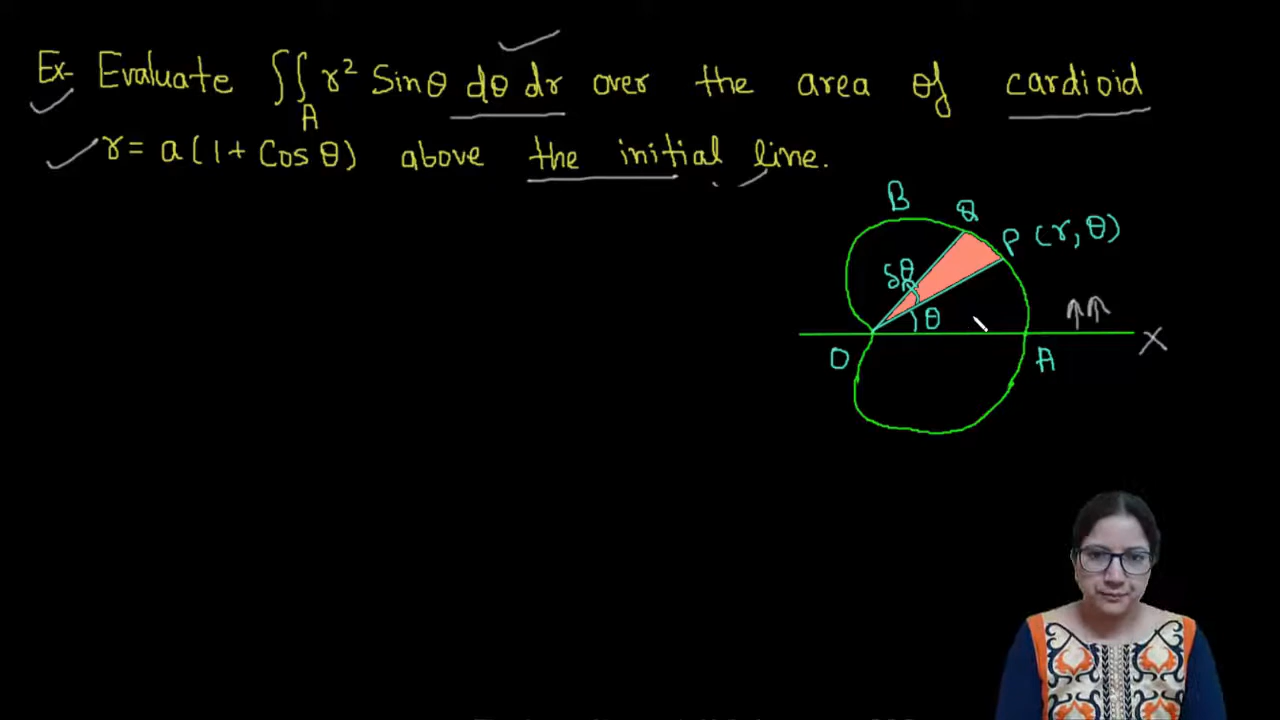 Ex- Evaluate ∬_A r² Sinθ dθ dr over the area of cardioid
r = a(1 + Cos θ) above the initial line.
B Q
P (r, θ)
δθ
θ
X
O A